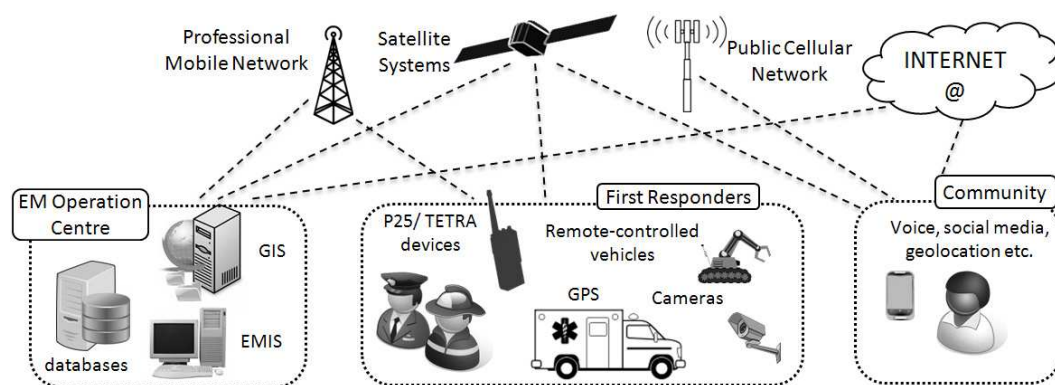 Professional
Mobile Network
Satellite
Systems
Public Cellular
Network
INTERNET
@
EM Operation
Centre
GIS
databases
EMIS
First Responders
P25/ TETRA
devices
Remote-controlled
vehicles
GPS
Cameras
Community
Voice, social media,
geolocation etc.